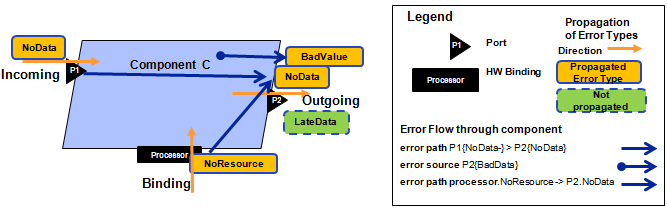 NoData
P1
Incoming
Component C
BadValue
NoData
P2
Outgoing
LateData
Processor
NoResource
Binding
Legend
P1
Port
Processor
HW Binding
Propagation
of Error Types
Direction
Propagated
Error Type
Not
propagated
Error Flow through component
error path P1{NoData-} > P2{NoData}
error source P2{BadData}
error path processor.NoResource -> P2.NoData